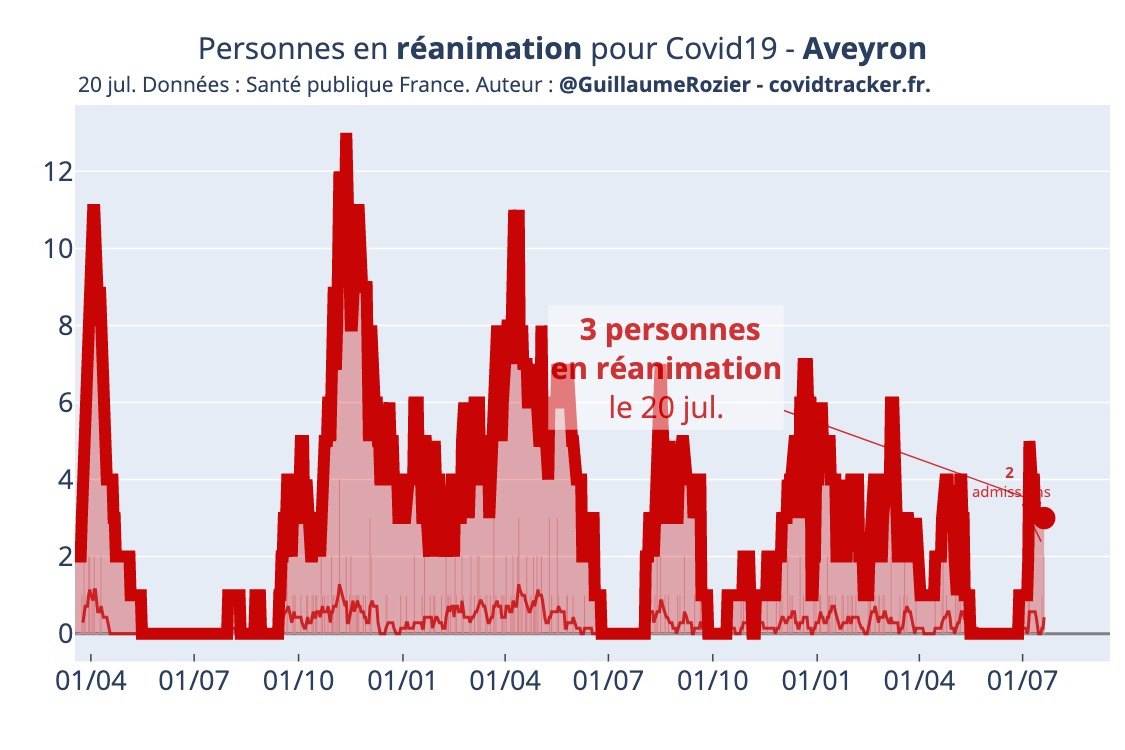 Personnes en réanimation pour Covid19 - Aveyron
20 jul. Données : Santé publique France. Auteur : @GuillaumeRozier - covidtracker.fr.
12
10
8
6
4
2
0
3 personnes
en réanimation
le 20 jul.
2
admissions
01/04 01/07 01/10 01/01 01/04 01/07 01/10 01/01 01/04 01/07